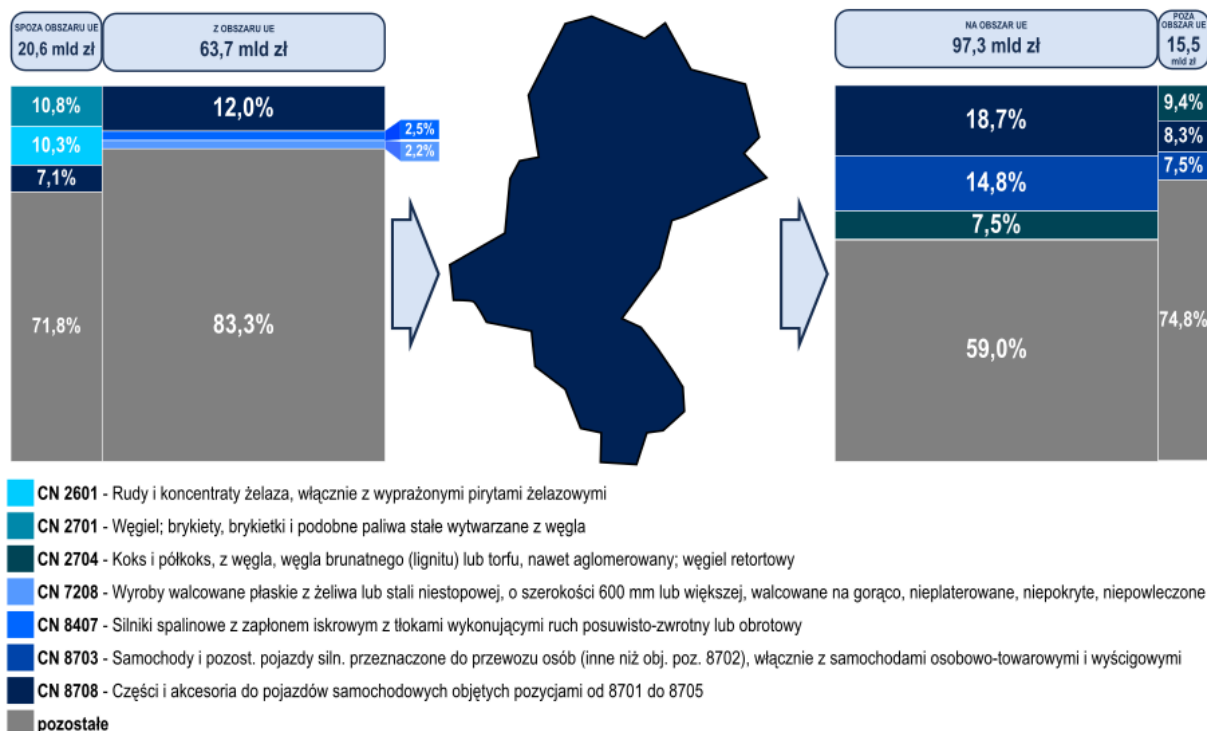 SPOZA OBSZARU UE
20,6 mld zł
Z OBSZARU UE
63,7 mld zł
NA OBSZAR UE
97,3 mld zł
POZA
OBSZAR UE
15,5
mld zł
10,8%
10,3%
7,1%
71,8%
12,0%
2,5%
2,2%
83,3%
18,7%
14,8%
7,5%
59,0%
9,4%
8,3%
7,5%
74,8%
CN 2601 - Rudy i koncentraty żelaza, włącznie z wyprażonymi pirytami żelazowymi
CN 2701 - Węgiel; brykiety, brykietki i podobne paliwa stałe wytwarzane z węgla
CN 2704 - Koks i półkoks, z węgla, węgla brunatnego (lignitu) lub torfu, nawet aglomerowany; węgiel retortowy
CN 7208 - Wyroby walcowane płaskie z żeliwa lub stali niestopowej, o szerokości 600 mm lub większej, walcowane na gorąco, nieplaterowane, niepokryte, niepowleczone
CN 8407 - Silniki spalinowe z zapłonem iskrowym z tłokami wykonującymi ruch posuwisto-zwrotny lub obrotowy
CN 8703 - Samochody i pozost. pojazdy siln. przeznaczone do przewozu osób (inne niż obj. poz. 8702), włącznie z samochodami osobowo-towarowymi i wyścigowymi
CN 8708 - Części i akcesoria do pojazdów samochodowych objętych pozycjami od 8701 do 8705
pozostałe